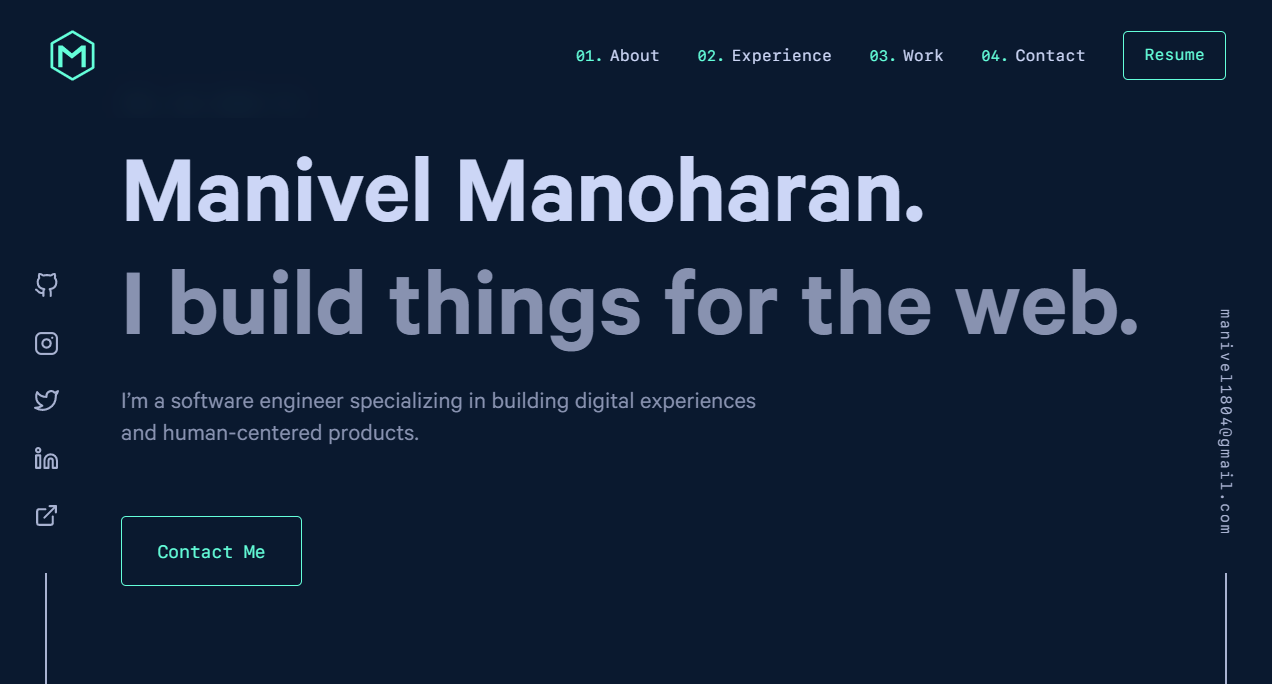 M
01. About
02. Experience
03. Work
04. Contact
Resume
Manivel Manoharan.
I build things for the web.
I'm a software engineer specializing in building digital experiences
and human-centered products.
Contact Me
manivel1804@gmail.com